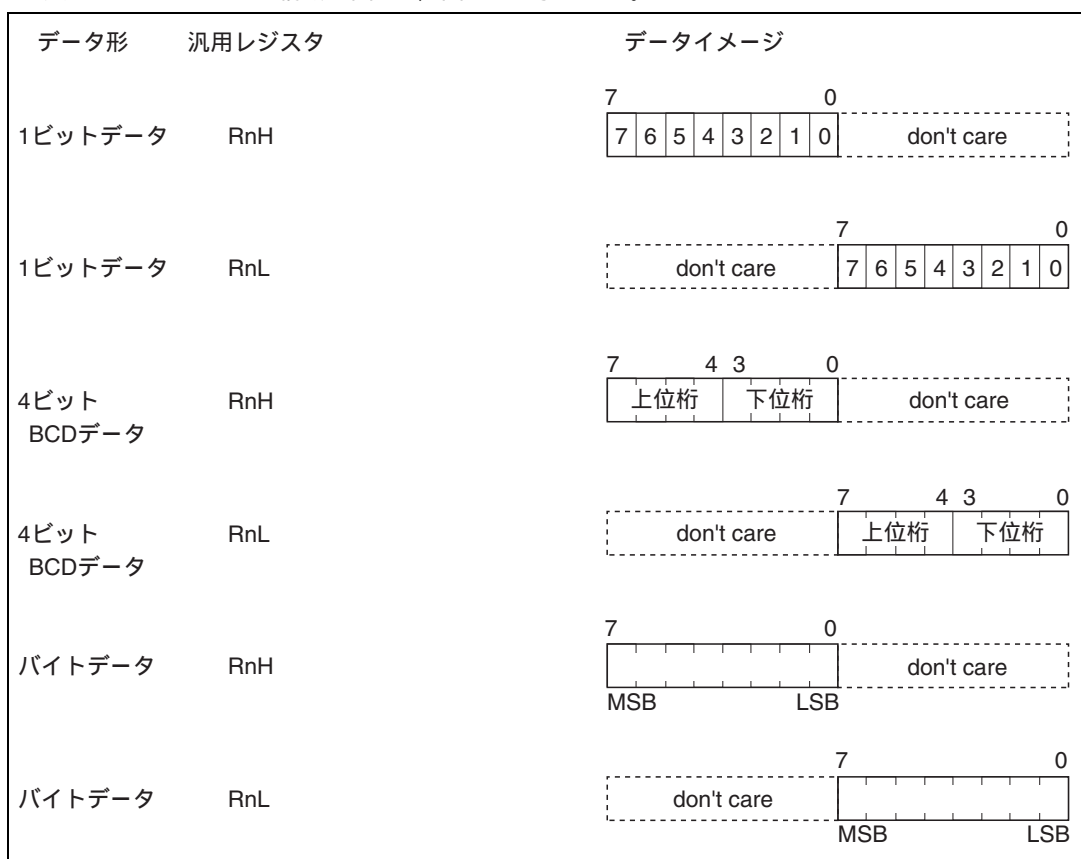 データ形 汎用レジスタ データイメージ
7 0
1ビットデータ RnH 7 6 5 4 3 2 1 0 don't care
7 0
1ビットデータ RnL don't care 7 6 5 4 3 2 1 0
7 4 3 0
4ビット RnH 上位桁 下位桁 don't care
BCDデータ
7 4 3 0
4ビット RnL don't care 上位桁 下位桁
BCDデータ
7 0
バイトデータ RnH don't care
MSB LSB
7 0
バイトデータ RnL don't care
MSB LSB